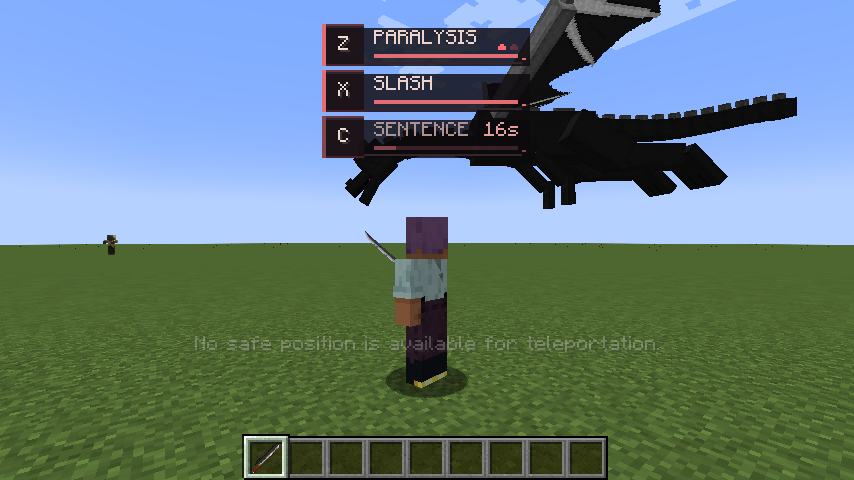 Z PARALYSIS
X SLASH
C SENTENCE 16s
No safe position is available for teleportation.